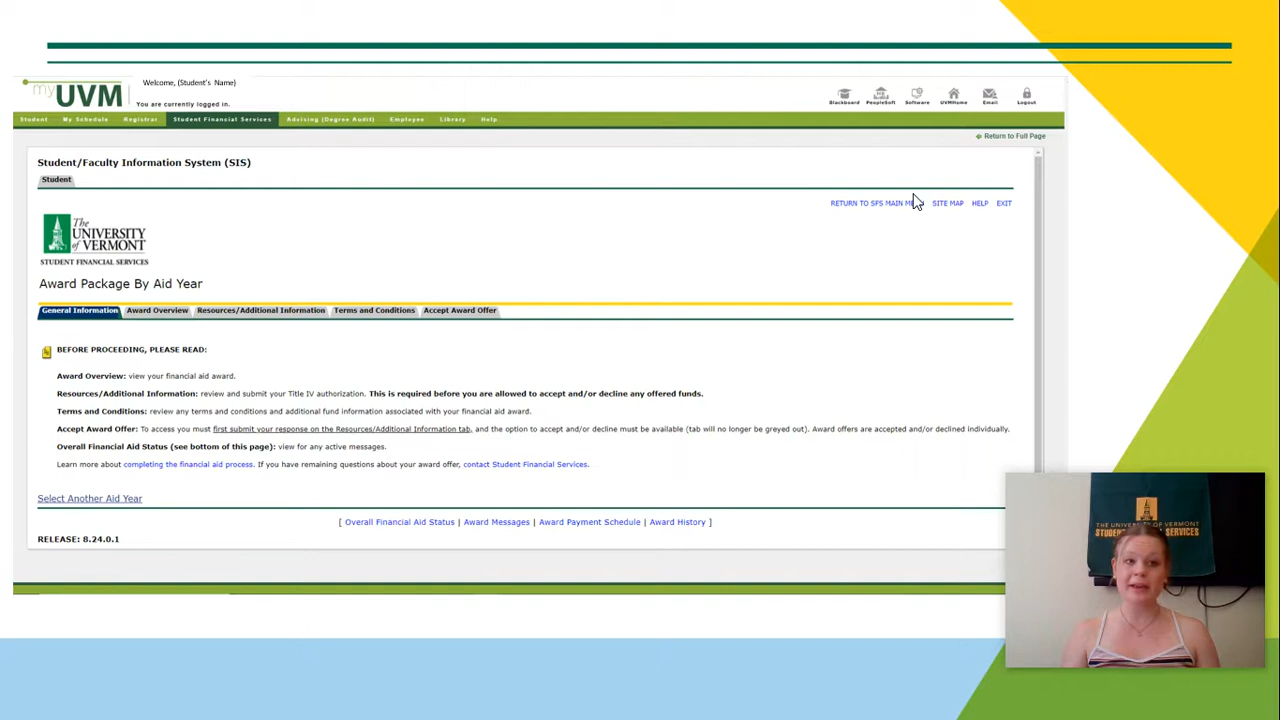 my UVM
Welcome, (Student's Name)
You are currently logged in.
Blackboard PeopleSoft Software UVMHome Email Logout
Student My Schedule Registrar Student Financial Services Advising (Degree Audit) Employee Library Help
Return to Full Page
Student/Faculty Information System (SIS)
Student
RETURN TO SFS MAIN SITE MAP HELP EXIT
The
UNIVERSITY
of VERMONT
STUDENT FINANCIAL SERVICES
Award Package By Aid Year
General Information Award Overview Resources/Additional Information Terms and Conditions Accept Award Offer
BEFORE PROCEEDING, PLEASE READ:
Award Overview: view your financial aid award.
Resources/Additional Information: review and submit your Title IV authorization. This is required before you are allowed to accept and/or decline any offered funds.
Terms and Conditions: review any terms and conditions and additional fund information associated with your financial aid award.
Accept Award Offer: To access you must first submit your response on the Resources/Additional Information tab, and the option to accept and/or decline must be available (tab will no longer be greyed out). Award offers are accepted and/or declined individually.
Overall Financial Aid Status (see bottom of this page): view for any active messages.
Learn more about completing the financial aid process. If you have remaining questions about your award offer, contact Student Financial Services.
Select Another Aid Year
[ Overall Financial Aid Status | Award Messages | Award Payment Schedule | Award History ]
RELEASE: 8.24.0.1
THE UNIVERSITY OF VERMONT